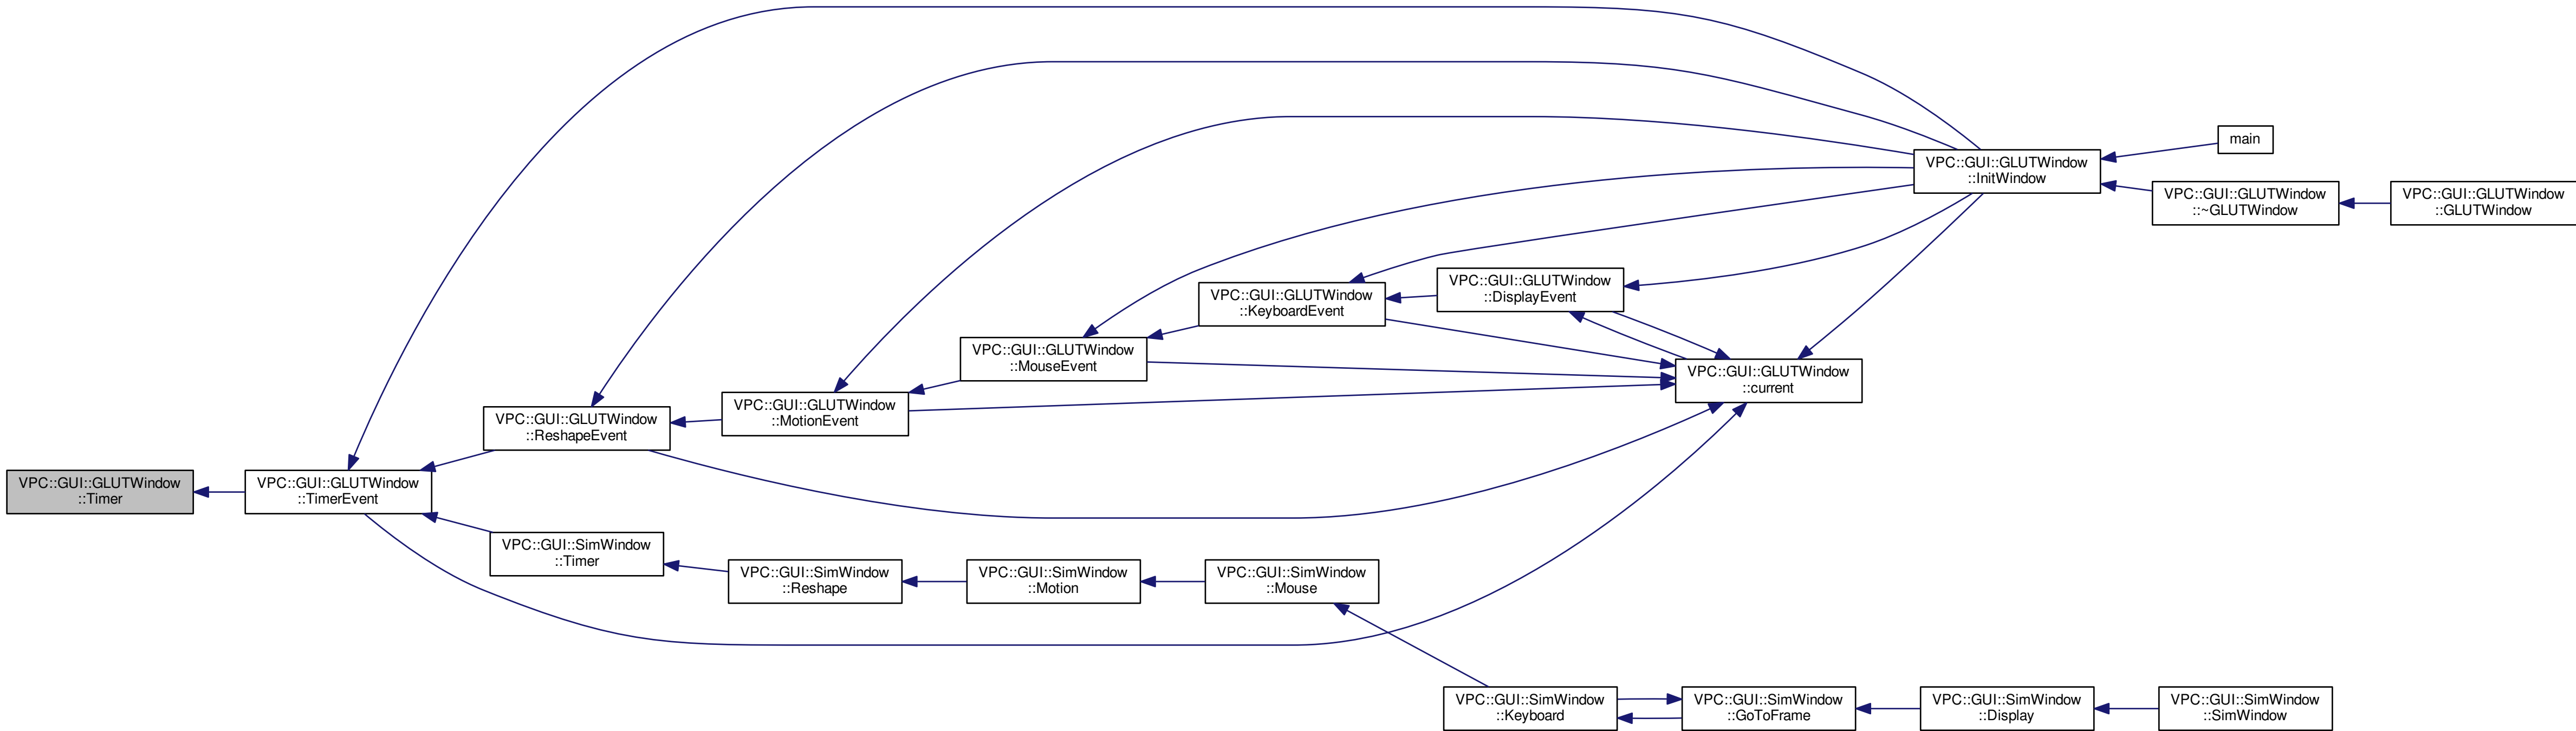 main
VPC::GUI::GLUTWindow
::InitWindow
VPC::GUI::GLUTWindow
::~GLUTWindow
VPC::GUI::GLUTWindow
::GLUTWindow
VPC::GUI::GLUTWindow
::DisplayEvent
VPC::GUI::GLUTWindow
::KeyboardEvent
VPC::GUI::GLUTWindow
::MouseEvent
VPC::GUI::GLUTWindow
::current
VPC::GUI::GLUTWindow
::MotionEvent
VPC::GUI::GLUTWindow
::ReshapeEvent
VPC::GUI::GLUTWindow
::Timer
VPC::GUI::GLUTWindow
::TimerEvent
VPC::GUI::SimWindow
::Timer
VPC::GUI::SimWindow
::Reshape
VPC::GUI::SimWindow
::Motion
VPC::GUI::SimWindow
::Mouse
VPC::GUI::SimWindow
::Keyboard
VPC::GUI::SimWindow
::GoToFrame
VPC::GUI::SimWindow
::Display
VPC::GUI::SimWindow
::SimWindow